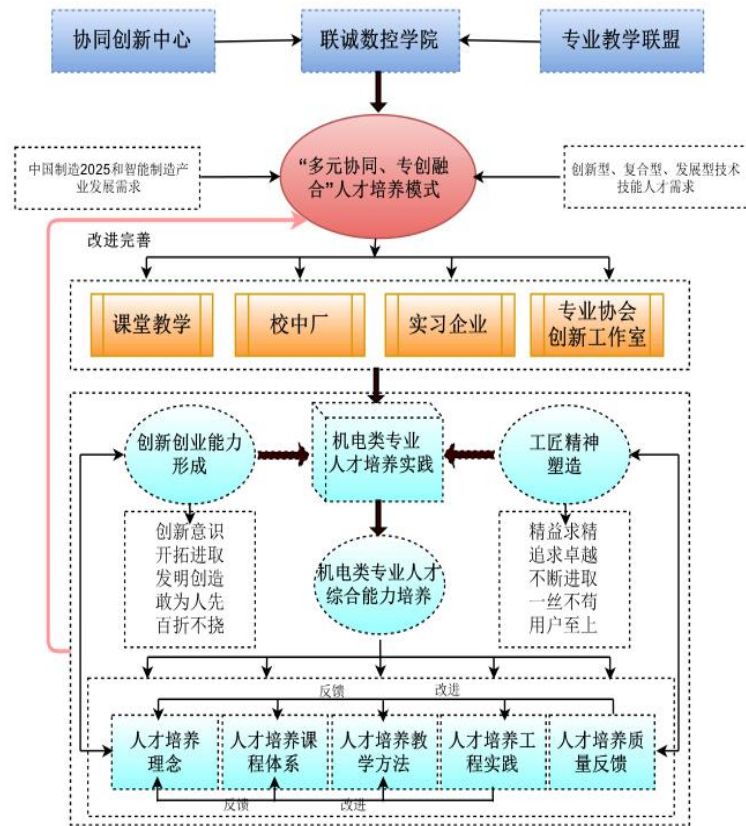 协同创新中心
联诚数控学院
专业教学联盟
中国制造2025和智能制造产
业发展需求
“多元协同、专创融
合”人才培养模式
创新型、复合型、发展型技术
技能人才需求
改进完善
课堂教学
校中厂
实习企业
专业协会
创新工作室
创新创业能力
形成
机电类专业
人才培养实践
工匠精神
塑造
创新意识
开拓进取
发明创造
敢为人先
百折不挠
机电类专业人才
综合能力培养
精益求精
追求卓越
不断进取
一丝不苟
用户至上
反馈
改进
人才培养
理念
人才培养课
程体系
人才培养教
学方法
人才培养工
程实践
人才培养质
量反馈
反馈
改进